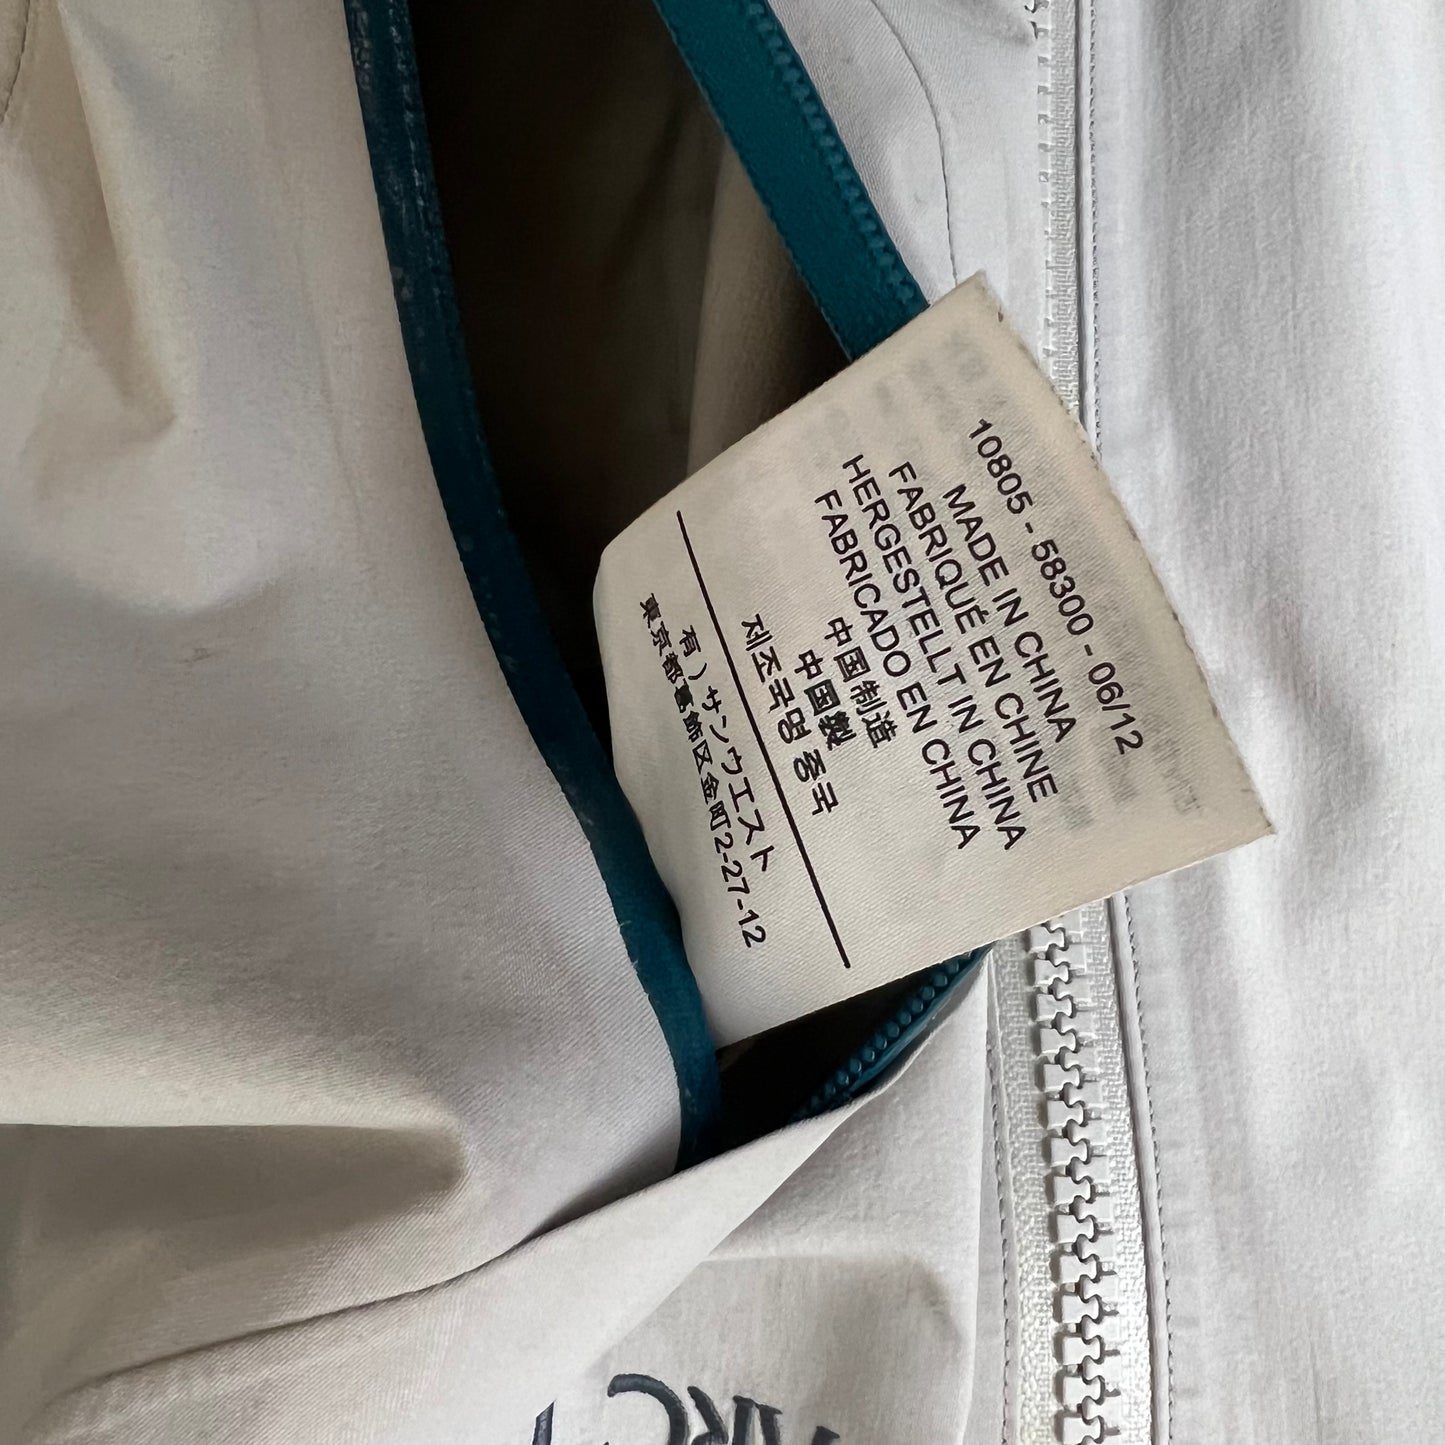 10805 - 58300 - 06/12
MADE IN CHINA
FABRIQUÉ EN CHINE
HERGESTELLT IN CHINA
FABRICADO EN CHINA
中国制造
中国製
제조국명 중국
有）サンウエスト
東京都葛飾区金町2-27-12
ARC'